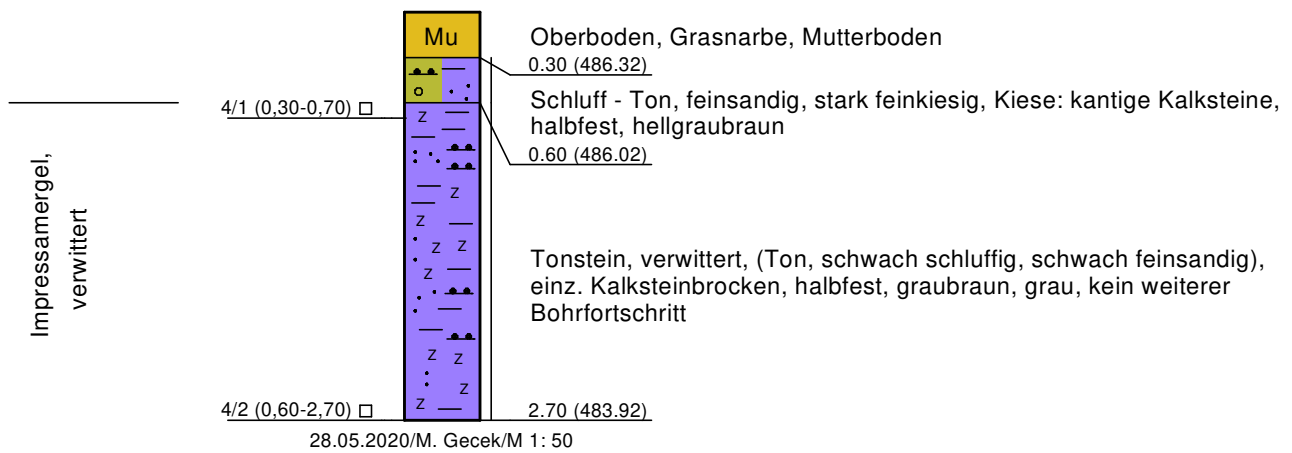 Mu
Oberboden, Grasnarbe, Mutterboden
0.30 (486.32)
4/1 (0,30-0,70)
Schluff - Ton, feinsandig, stark feinkiesig, Kiese: kantige Kalksteine,
halbfest, hellgraubraun
0.60 (486.02)
Impressamergel,
verwittert
Z
Z
Z
Z Z
Z
Tonstein, verwittert, (Ton, schwach schluffig, schwach feinsandig),
einz. Kalksteinbrocken, halbfest, graubraun, grau, kein weiterer
Bohrfortschritt
Z Z
Z
Z
4/2 (0,60-2,70)
2.70 (483.92)
28.05.2020/M. Gecek/M 1: 50